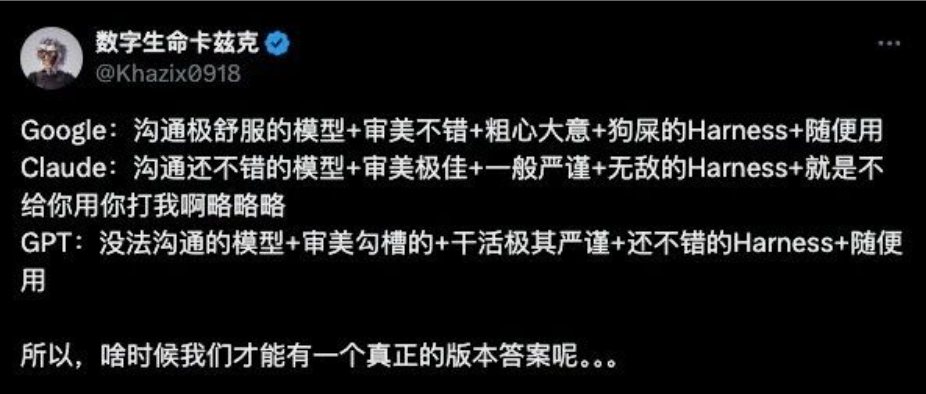 数字生命卡兹克
@Khazix0918
Google：沟通极舒服的模型+审美不错+粗心大意+狗屎的Harness+随便用
Claude：沟通还不错的模型+审美极佳+一般严谨+无敌的Harness+就是不
给你用你打我啊略略略
GPT：没法沟通的模型+审美勾槽的+干活极其严谨+还不错的Harness+随便
用
所以，啥时候我们才能有一个真正的版本答案呢。。。